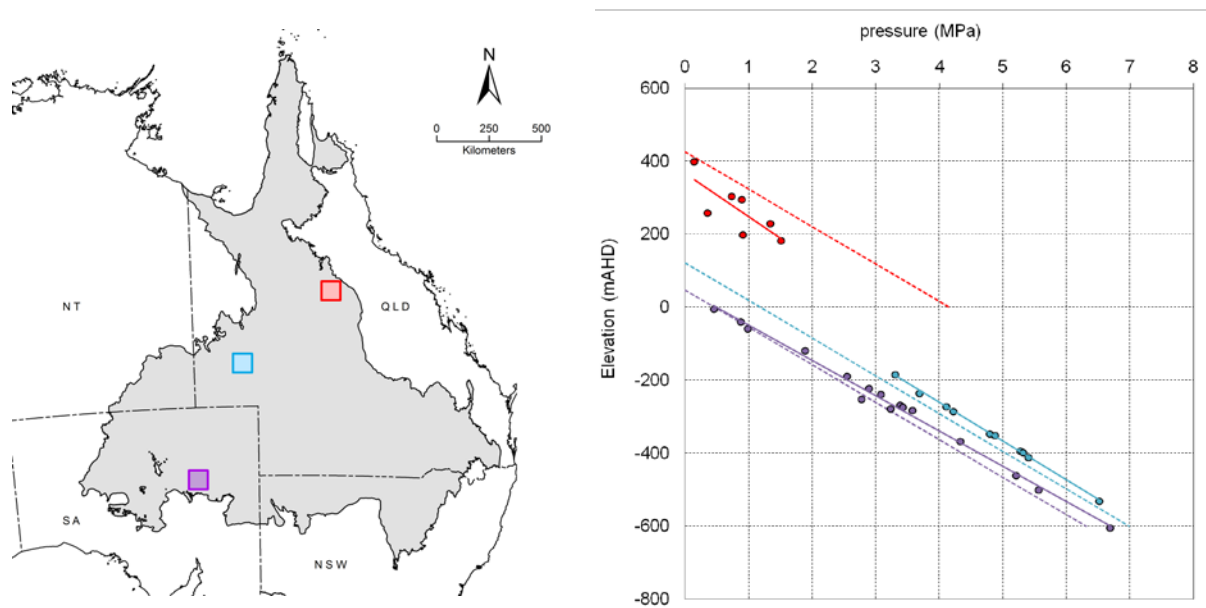 N
0 250 500
Kilometers
NT
QLD
SA
NSW
pressure (MPa)
0 1 2 3 4 5 6 7 8
Elevation (mAHD)
600
400
200
0
-200
-400
-600
-800